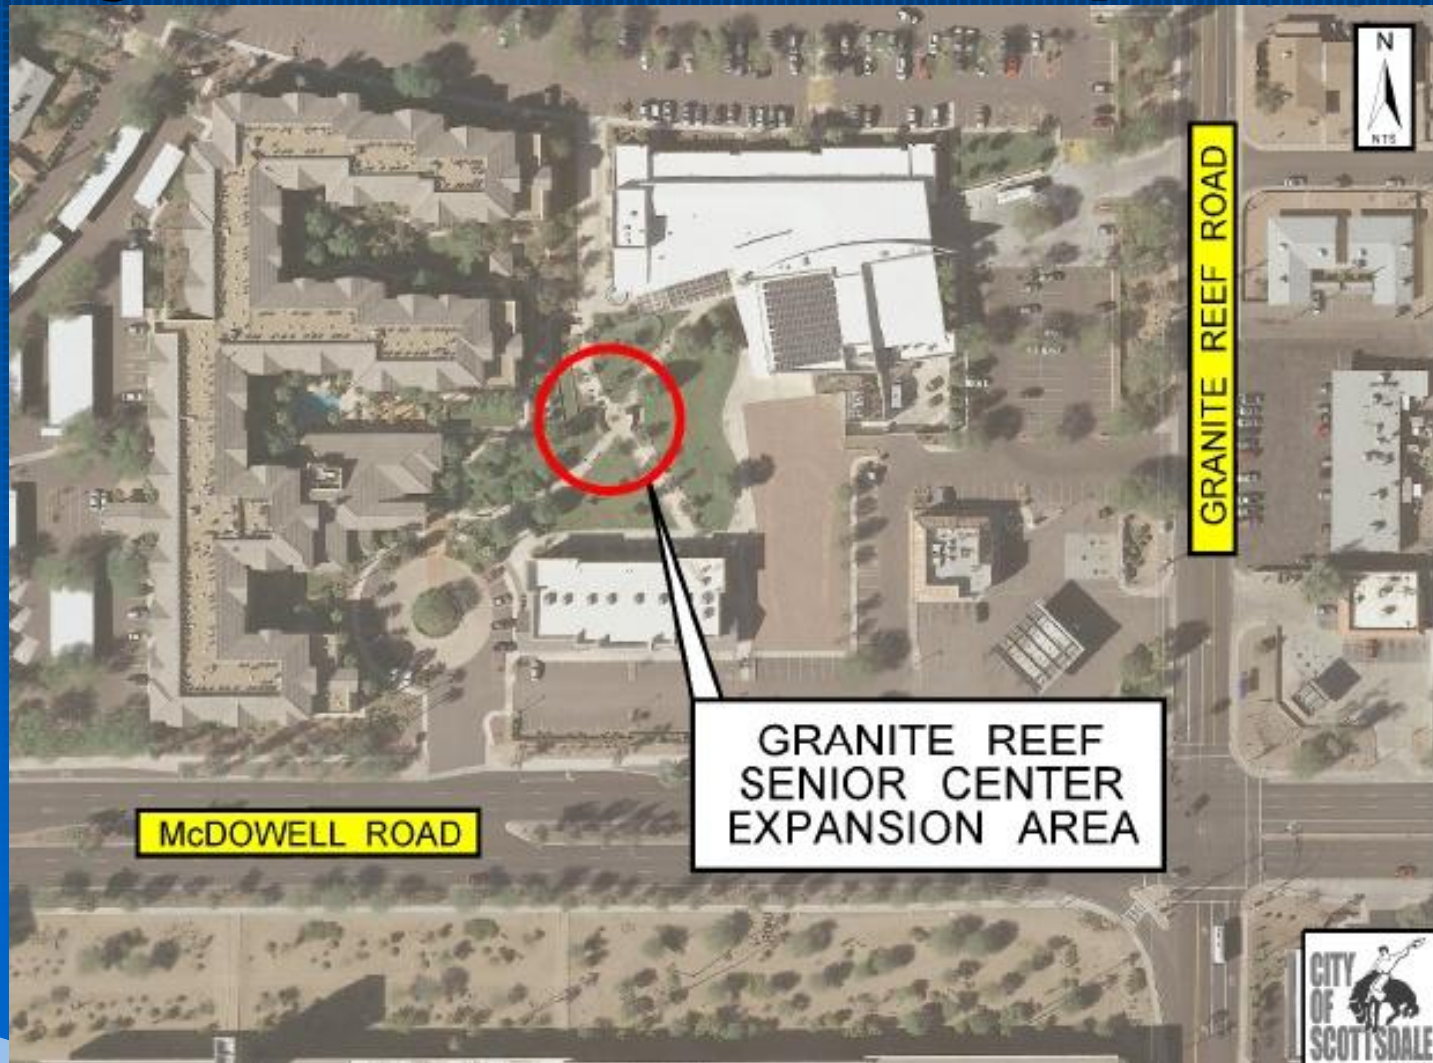 N
NTS
GRANITE REEF ROAD
GRANITE REEF
SENIOR CENTER
EXPANSION AREA
McDOWELL ROAD
CITY
OF
SCOTTSDALE